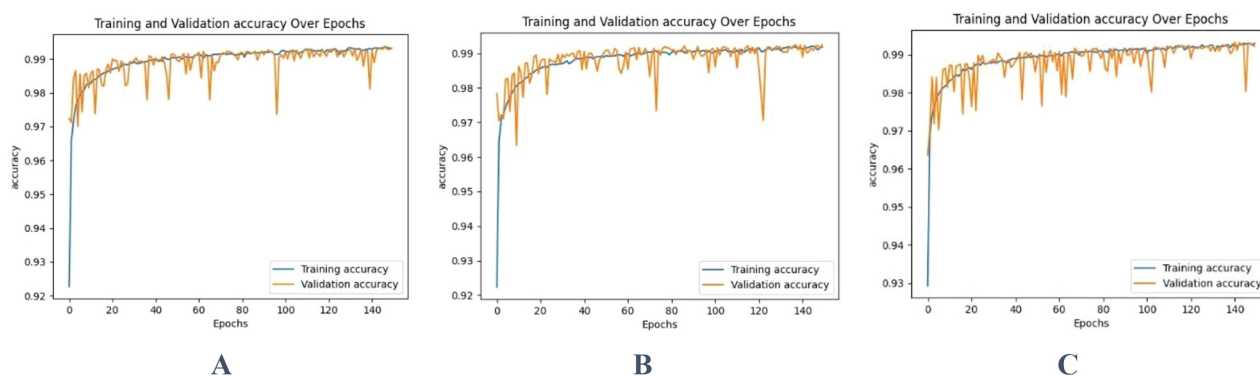 Training and Validation accuracy Over Epochs
accuracy
0.99
0.98
0.97
0.96
0.95
0.94
0.93
0.92
Training accuracy
Validation accuracy
0 20 40 60 80 100 120 140
Epochs
A
Training and Validation accuracy Over Epochs
accuracy
0.99
0.98
0.97
0.96
0.95
0.94
0.93
0.92
Training accuracy
Validation accuracy
0 20 40 60 80 100 120 140
Epochs
B
Training and Validation accuracy Over Epochs
accuracy
0.99
0.98
0.97
0.96
0.95
0.94
0.93
Training accuracy
Validation accuracy
0 20 40 60 80 100 120 140
Epochs
C